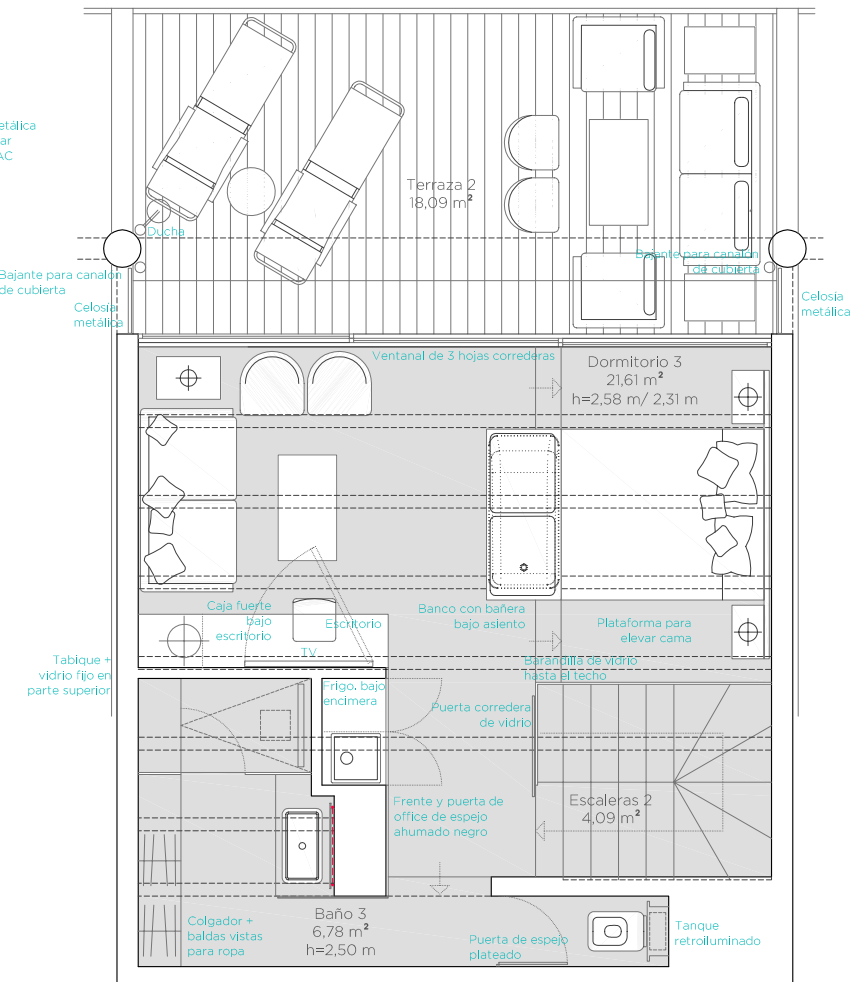 etálica
ar
AC
Terraza 2
18,09 m²
Ducha
Bajante para canalón
de cubierta
Bajante para canalón
de cubierta
Celosía
metálica
Celosía
metálica
Ventanal de 3 hojas correderas
Dormitorio 3
21,61 m²
h=2,58 m/ 2,31 m
Caja fuerte
bajo
escritorio
Escritorio
TV
Banco con bañera
bajo asiento
Plataforma para
elevar cama
Tabique +
vidrio fijo en
parte superior
Barandilla de vidrio
hasta el techo
Frigo. bajo
encimera
Puerta corredera
de vidrio
Frente y puerta de
office de espejo
ahumado negro
Escaleras 2
4,09 m²
Colgador +
baldas vistas
para ropa
Baño 3
6,78 m²
h=2,50 m
Puerta de espejo
plateado
Tanque
retroiluminado